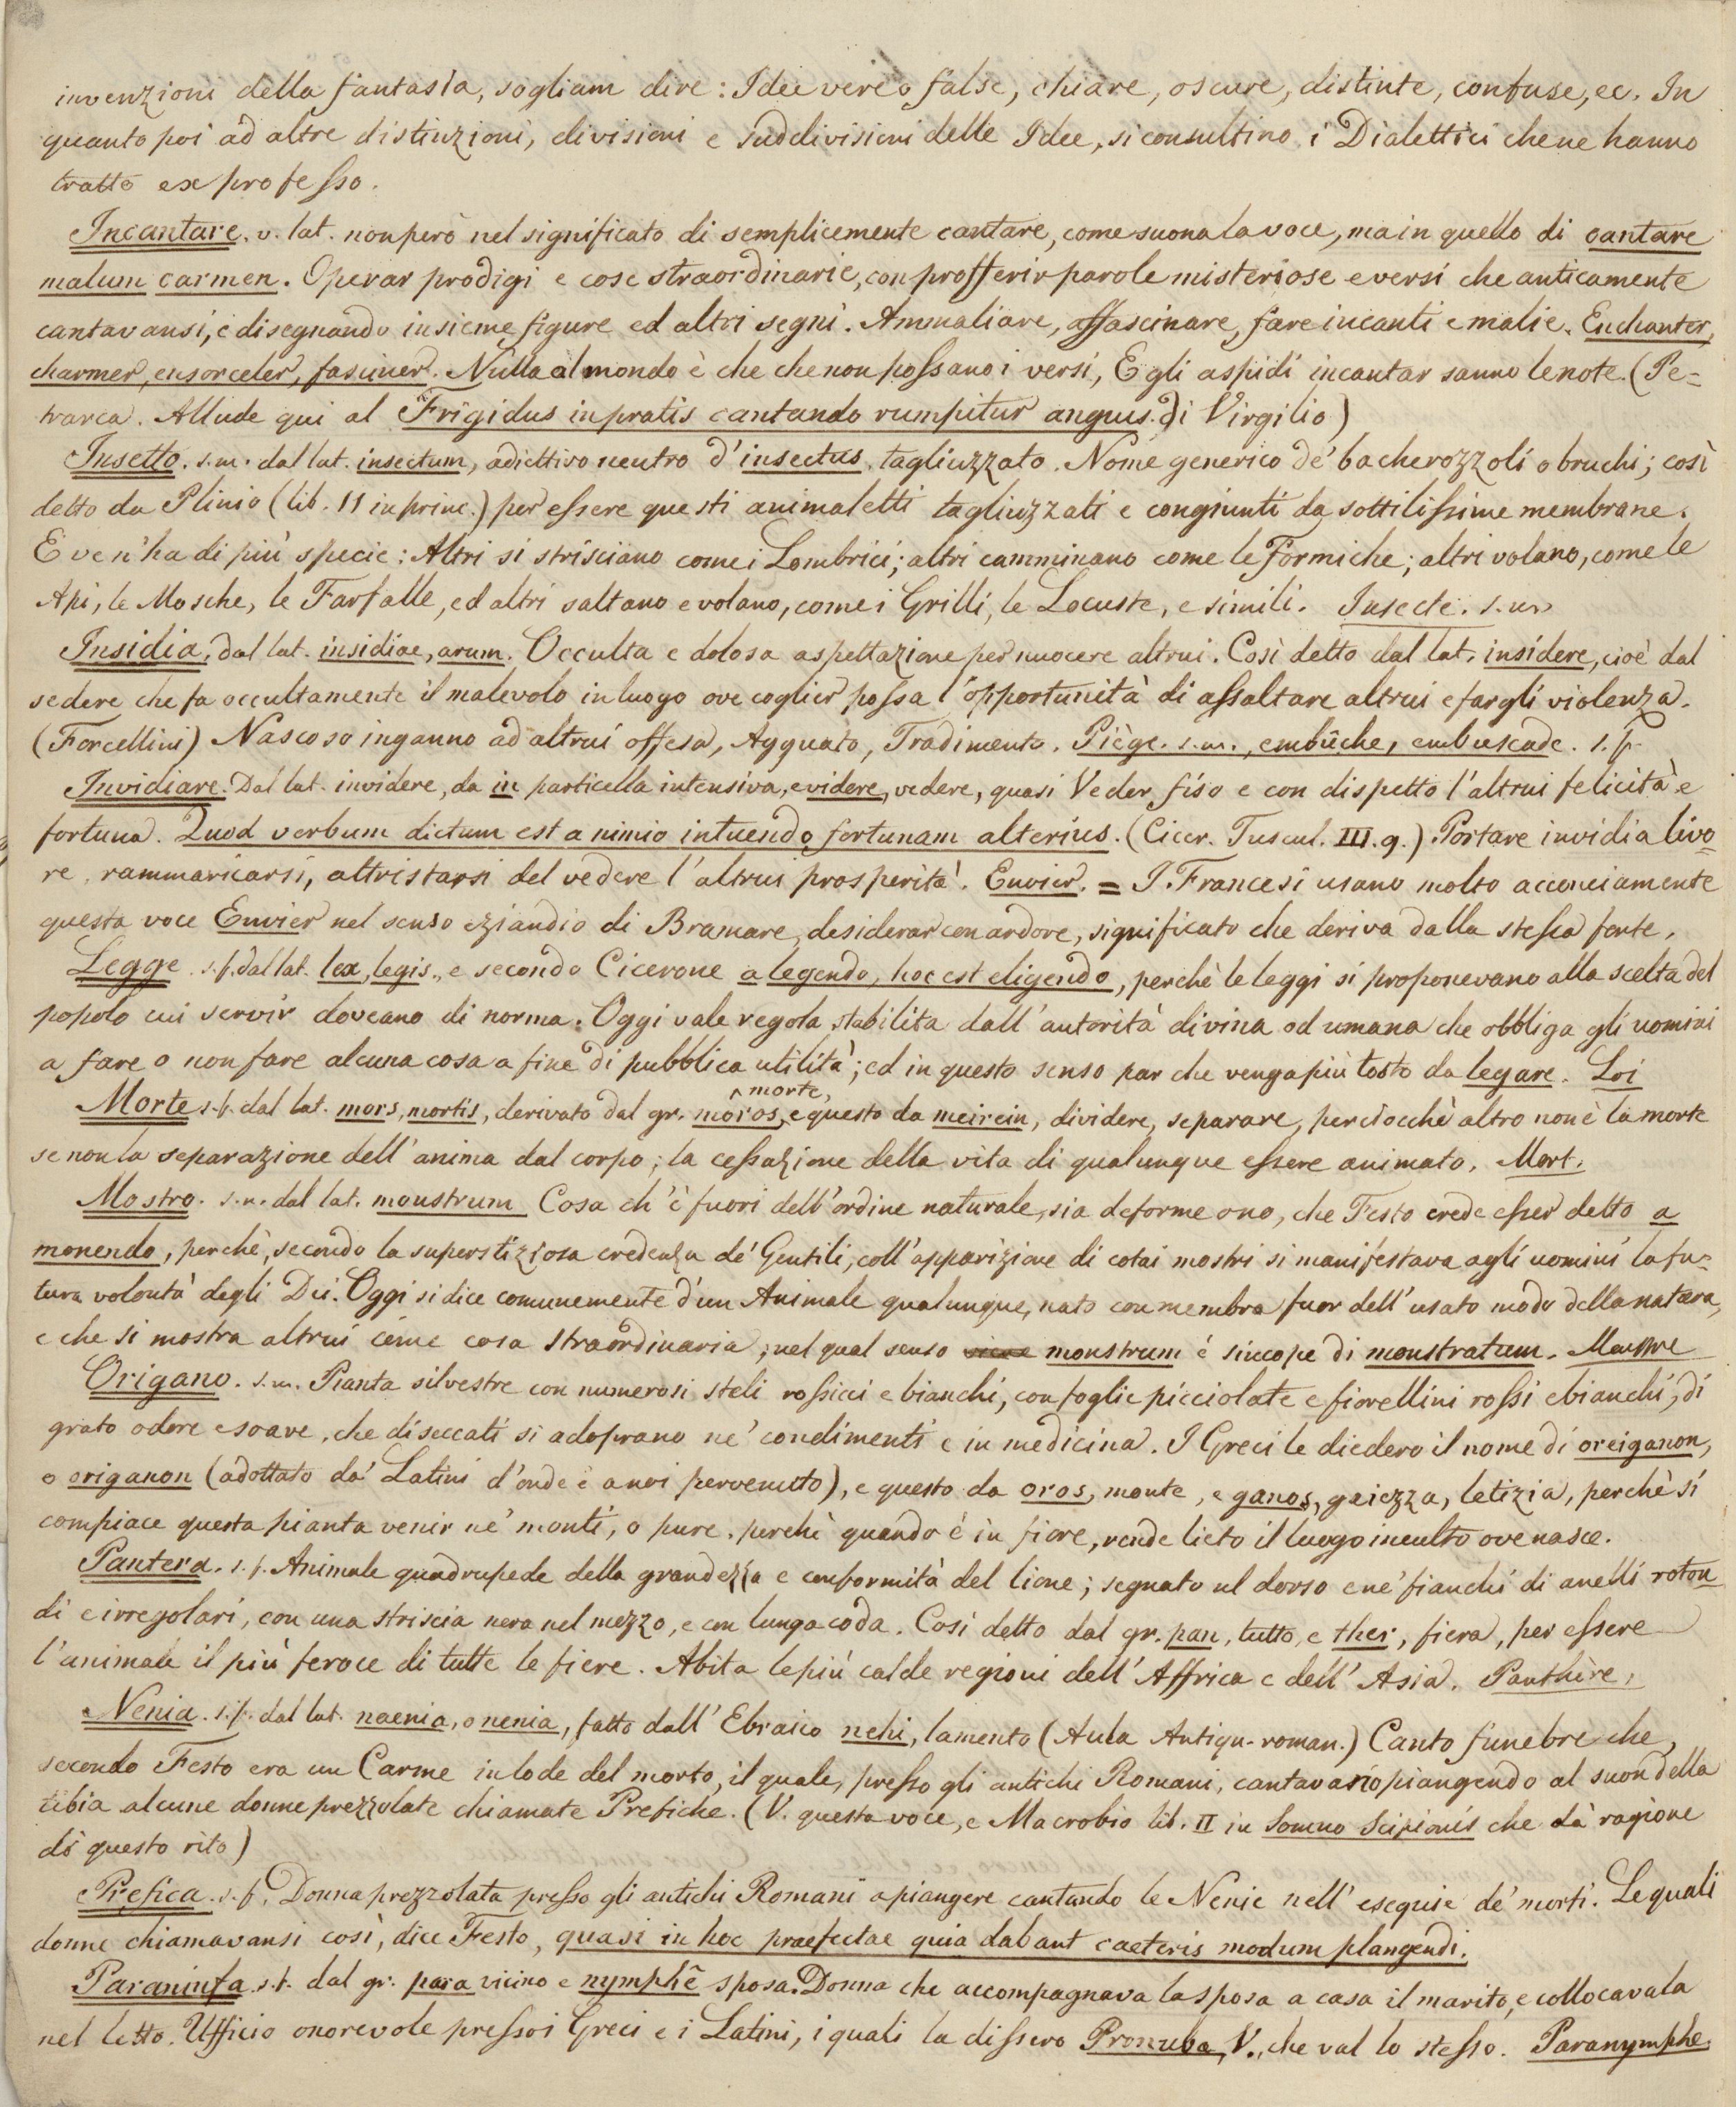 invenzioni della fantasia, sogliam dire: Idee vere o false, chiare, oscure, distinte, confuse, ec. In
quanto poi ad altre distinzioni, divisioni e suddivisioni delle Idee, si consultino i Dialettici che ne hanno
tratto ex professo.
Incantare. v. lat. non però nel significato di semplicemente cantare, come suona la voce, ma in quello di cantare
malum carmen. Operar prodigi e cose straordinarie, con profferir parole misteriose e versi che anticamente
cantavansi, e disegnando insieme figure ed altri segni. Ammaliare, affascinare, fare incanti e malie. Enchanter,
charmer, ensorceler, fasciner. Nulla al mondo è che che non possano i versi, E gli aspidi incantar sanno le note. (Pe=
trarca. Allude qui al Frigidus in pratis cantando rumpitur anguis di Virgilio)
Insetto. s.m. dal lat. insectum, adiettivo neutro d'insectus, tagliuzzato. Nome generico de' bacherozzoli o bruchi; così
detto da Plinio (lib. 11 in princ.) per essere questi animaletti tagliuzzati e congiunti da sottilissime membrane.
E ven'ha di più specie: Altri si strisciano come i Lombrici; altri camminano come le Formiche; altri volano, come le
Api, le Mosche, le Farfalle, ed altri saltano e volano, come i Grilli, le Locuste, e simili. Insecte. s.m.
Insidia, dal lat. insidiae, arum. Occulta e dolosa aspettazione per nuocere altrui. Così detto dal lat. insidere, cioè dal
sedere che fa occultamente il malevolo in luogo ove coglier possa l'opportunità di assaltare altrui e fargli violenza.
(Forcellini) Nascoso inganno ad altrui offesa, Agguato, Tradimento. Piège. s.m., embûche, embuscade. s.f.
Invidiare. Dal lat. invidere, da in particella intensiva, e videre, vedere, quasi Veder fiso e con dispetto l'altrui felicità e
fortuna. Quod verbum dictum est a nimio intuendo fortunam alterius. (Cicer. Tuscul. III. 9.) Portare invidia livo=
re, rammaricarsi, attristarsi del vedere l'altrui prosperità. Envier. = I Francesi usano molto acconciamente
questa voce Envier nel senso eziandio di Bramare, desiderar con ardore, significato che deriva dalla stessa fonte.
Legge. s.f. dal lat. lex, legis., e secondo Cicerone a legendo, hoc est eligendo, perchè le leggi si proponevano alla scelta del
popolo cui servir doveano di norma. Oggi vale regola stabilita dall'autorità divina od umana che obbliga gli uomini
a fare o non fare alcuna cosa a fine di pubblica utilità; ed in questo senso par che venga più tosto da legare. Loi
Morte s.f. dal lat. mors, mortis, derivato dal gr. moros, morte, e questo da meirein, dividere, separare, perciocchè altro non è la morte
se non la separazione dell'anima dal corpo; la cessazione della vita di qualunque essere animato. Mort.
Mostro. s.m. dal lat. monstrum Cosa ch'è fuori dell'ordine naturale, sia deforme o no, che Festo crede esser detto a
monendo, perchè, secondo la superstiziosa credenza de' Gentili, coll'apparizione di cotai mostri si manifestava agli uomini la fu=
tura volontà degli Dei. Oggi si dice comunemente d'un Animale qualunque, nato con membra fuor dell'usato modo della natura,
e che si mostra altrui come cosa straordinaria; nel qual senso monstrum è sincope di monstratum. Monstre
Origano. s.m. Pianta silvestre con numerosi steli rossicci e bianchi, con foglie picciolate e fiorellini rossi e bianchi, di
grato odore e soave, che diseccati si adoprano ne' condimenti e in medicina. I Greci le diedero il nome di oreiganon,
o origanon (adottato da' Latini d'onde è a noi pervenuto), e questo da oros, monte, e ganos, gaiezza, letizia, perchè si
compiace questa pianta venir ne' monti, o pure, perchè quando è in fiore, rende lieto il luogo inculto ove nasce.
Pantera. s.f. Animale quadrupede della grandezza e conformità del lione; segnato ul dorso e ne' fianchi di anelli roton
di e irregolari, con una striscia nera nel mezzo, e con lunga coda. Così detto dal gr. pan, tutto, e ther, fiera, per essere
l'animale il più feroce di tutte le fiere. Abita le più calde regioni dell'Affrica e dell'Asia. Panthère.
Nenia. s.f. dal lat. naenia, o nenia, fatto dall'Ebraico nehi, lamento (Aula Antiqu. roman.) Canto funebre che,
secondo Festo era un Carme in lode del morto, il quale, presso gli antichi Romani, cantavano piangendo al suon della
tibia alcune donne prezzolate chiamate Prefiche. (V. questa voce, e Macrobio lib. II in Somno Scipionis che dà ragione
di questo rito)
Prefica. s.f. Donna prezzolata presso gli antichi Romani a piangere cantando le Nenie nell'esequie de' morti. Le quali
donne chiamavansi così, dice Festo, quasi in hoc praefectae quia dabant caeteris modum plangendi.
Paraninfa. s.f. dal gr. para vicino e nymphê sposa. Donna che accompagnava la sposa a casa il marito, e collocavala
nel letto. Ufficio onorevole presso i Greci e i Latini, i quali la dissero Pronuba, V., che val lo stesso. Paranymphe.